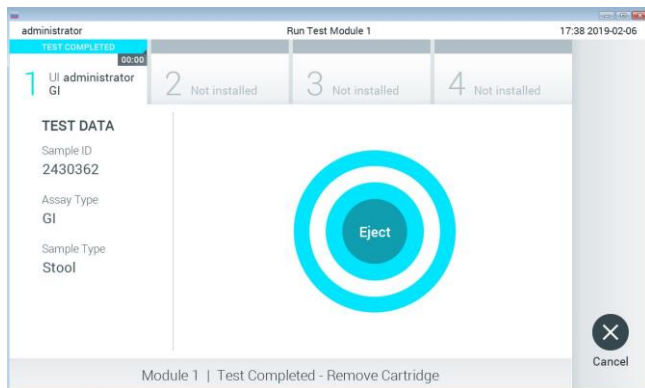 administrator Run Test Module 1 17:38 2019-02-06
TEST COMPLETED
00:00
1 UI administrator
GI
2 Not installed
3 Not installed
4 Not installed
TEST DATA
Sample ID
2430362
Assay Type
GI
Sample Type
Stool
Eject
Cancel
Module 1 | Test Completed - Remove Cartridge